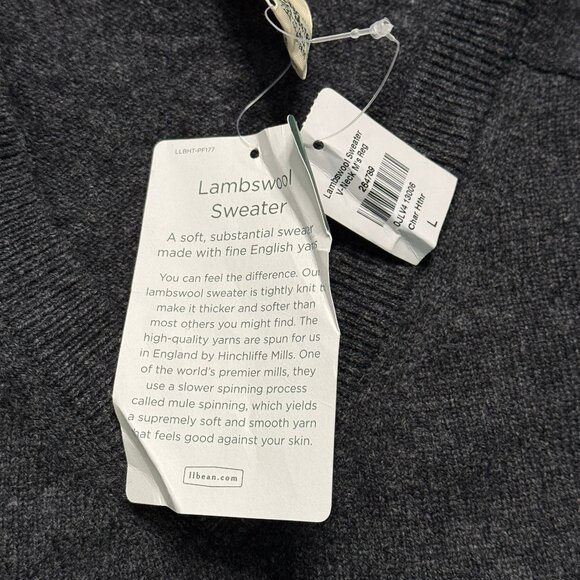 LLBHT-PF177
Lambswool
Sweater
A soft, substantial sweat
made with fine English yar
You can feel the difference. Our
lambswool sweater is tightly knit t
make it thicker and softer than
most others you might find. The
high-quality yarns are spun for us
in England by Hinchliffe Mills. One
of the world's premier mills, they
use a slower spinning process
called mule spinning, which yields
a supremely soft and smooth yarn
hat feels good against your skin.
llbean.com
Lambswool Sweater
V-Neck M's Reg
264789
0JLV4 13006
Char Hthr
L